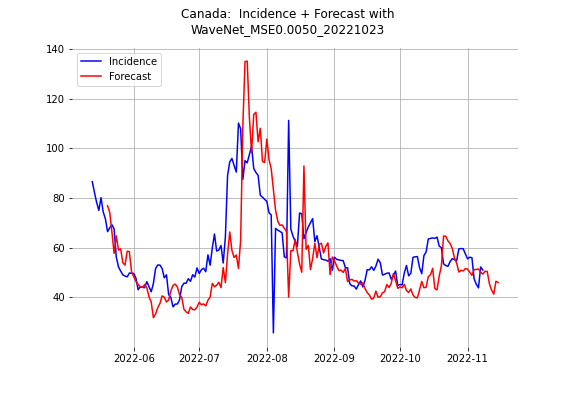 Canada:  Incidence + Forecast with
WaveNet_MSE0.0050_20221023
Incidence
Forecast
140
120
100
80
60
40
2022-06 2022-07 2022-08 2022-09 2022-10 2022-11